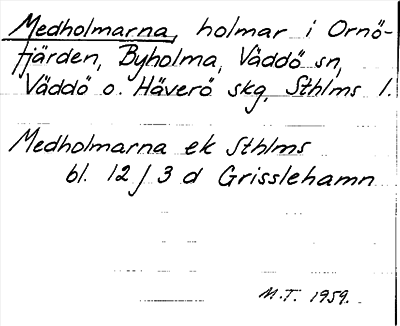 Medholmarna, holmar i Ornö-
fjärden, Byholma, Väddö sn,
Väddö o. Häverö skg, Sthlms l.
Medholmarna ek Sthlms
bl. 12/3 d Grisslehamn
M.T. 1959.